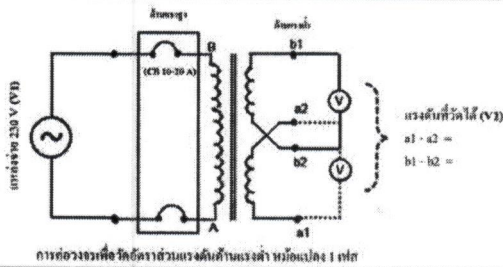 ด้านแรงสูง
ด้านแรงต่ำ
B
b1
(CB 10-20 A)
V
a2
แหล่งจ่าย 230 V (V1)
แรงดันที่วัดได้ (V2)
a1 - a2 =
b2
b1 - b2 =
V
A
a1
การต่อวงจรเพื่อวัดอัตราส่วนแรงดันด้านแรงต่ำ หม้อแปลง 1 เฟส